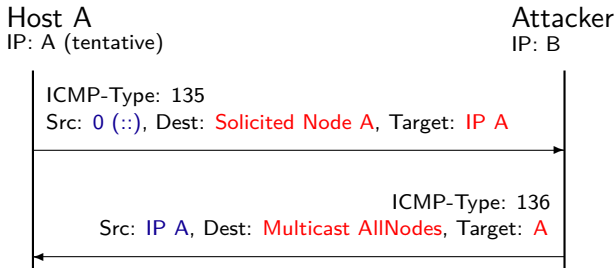 Host A
IP: A (tentative)
Attacker
IP: B
ICMP-Type: 135
Src: 0 (::), Dest: Solicited Node A, Target: IP A
ICMP-Type: 136
Src: IP A, Dest: Multicast AllNodes, Target: A